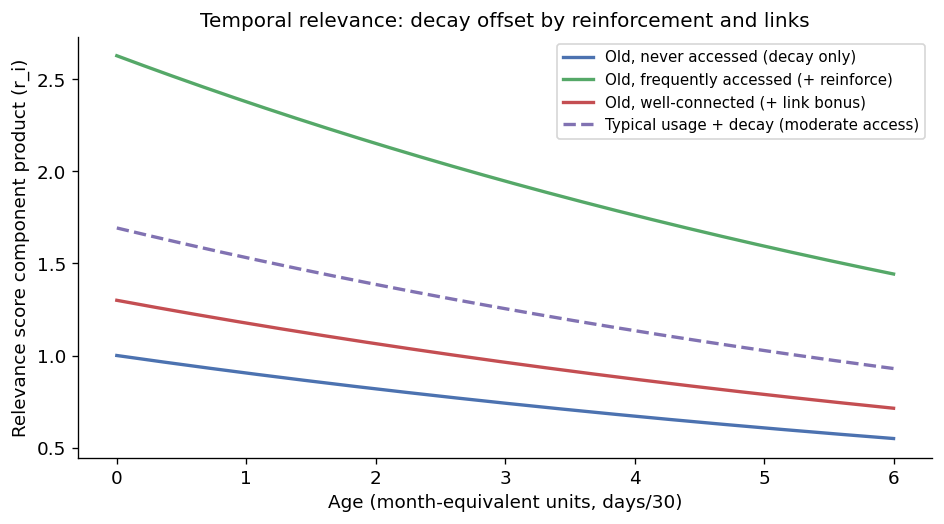 Temporal relevance: decay offset by reinforcement and links
Relevance score component product (r_i)
2.5
2.0
1.5
1.0
0.5
Old, never accessed (decay only)
Old, frequently accessed (+ reinforce)
Old, well-connected (+ link bonus)
Typical usage + decay (moderate access)
0 1 2 3 4 5 6
Age (month-equivalent units, days/30)